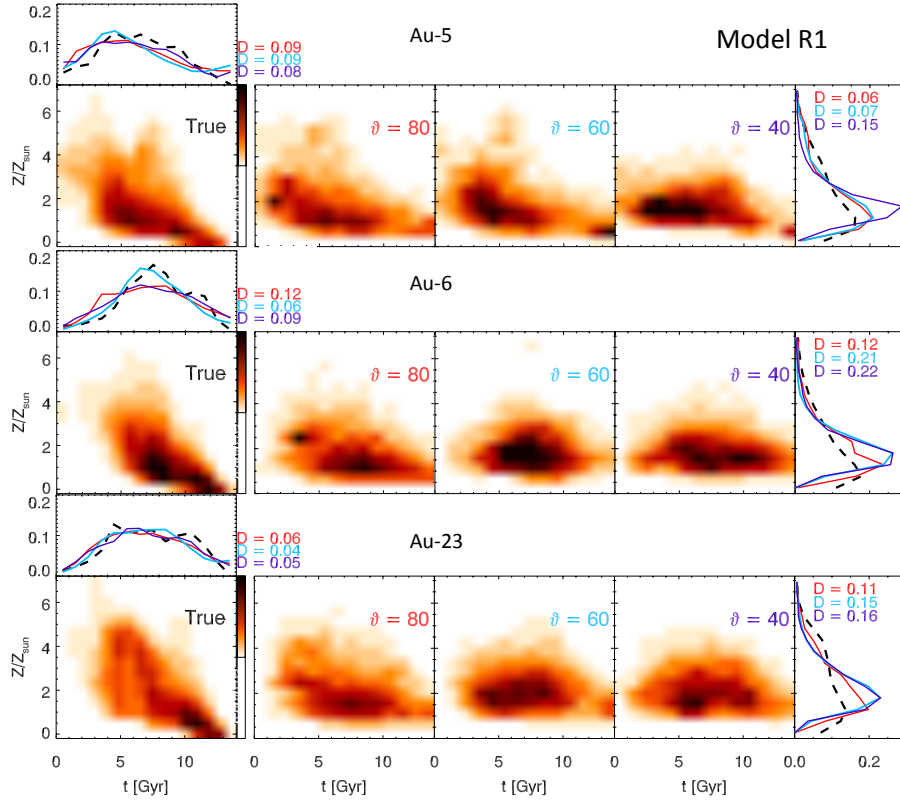 Au-5
Model R1
0.2
0.1
0.0
D = 0.09
D = 0.09
D = 0.08
6
4
2
0
Z/Zsun
True
ϑ = 80
ϑ = 60
ϑ = 40
D = 0.06
D = 0.07
D = 0.15
Au-6
0.2
0.1
0.0
D = 0.12
D = 0.06
D = 0.09
6
4
2
0
Z/Zsun
True
ϑ = 80
ϑ = 60
ϑ = 40
D = 0.12
D = 0.21
D = 0.22
Au-23
0.2
0.1
0.0
D = 0.06
D = 0.04
D = 0.05
6
4
2
0
Z/Zsun
True
ϑ = 80
ϑ = 60
ϑ = 40
D = 0.11
D = 0.15
D = 0.16
0 5 10 0 5 10 0 5 10 0 5 10 0.0 0.2
t [Gyr] t [Gyr] t [Gyr] t [Gyr]